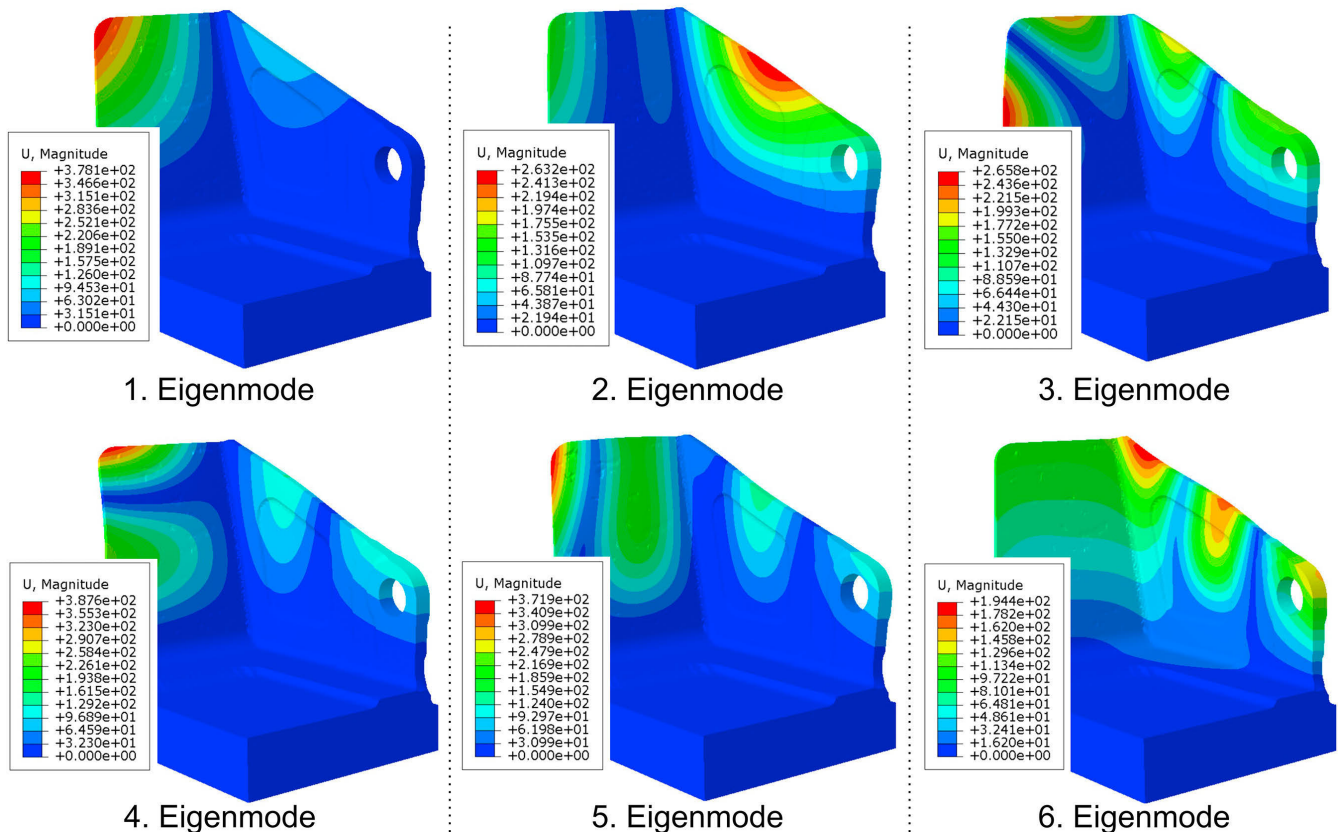 U, Magnitude
+3.781e+02
+3.466e+02
+3.151e+02
+2.836e+02
+2.521e+02
+2.206e+02
+1.891e+02
+1.575e+02
+1.260e+02
+9.453e+01
+6.302e+01
+3.151e+01
+0.000e+00
1. Eigenmode
U, Magnitude
+2.632e+02
+2.413e+02
+2.194e+02
+1.974e+02
+1.755e+02
+1.535e+02
+1.316e+02
+1.097e+02
+8.774e+01
+6.581e+01
+4.387e+01
+2.194e+01
+0.000e+00
2. Eigenmode
U, Magnitude
+2.658e+02
+2.436e+02
+2.215e+02
+1.993e+02
+1.772e+02
+1.550e+02
+1.329e+02
+1.107e+02
+8.859e+01
+6.644e+01
+4.430e+01
+2.215e+01
+0.000e+00
3. Eigenmode
U, Magnitude
+3.876e+02
+3.553e+02
+3.230e+02
+2.907e+02
+2.584e+02
+2.261e+02
+1.938e+02
+1.615e+02
+1.292e+02
+9.689e+01
+6.459e+01
+3.230e+01
+0.000e+00
4. Eigenmode
U, Magnitude
+3.719e+02
+3.409e+02
+3.099e+02
+2.789e+02
+2.479e+02
+2.169e+02
+1.859e+02
+1.549e+02
+1.240e+02
+9.297e+01
+6.198e+01
+3.099e+01
+0.000e+00
5. Eigenmode
U, Magnitude
+1.944e+02
+1.782e+02
+1.620e+02
+1.458e+02
+1.296e+02
+1.134e+02
+9.722e+01
+8.101e+01
+6.481e+01
+4.861e+01
+3.241e+01
+1.620e+01
+0.000e+00
6. Eigenmode